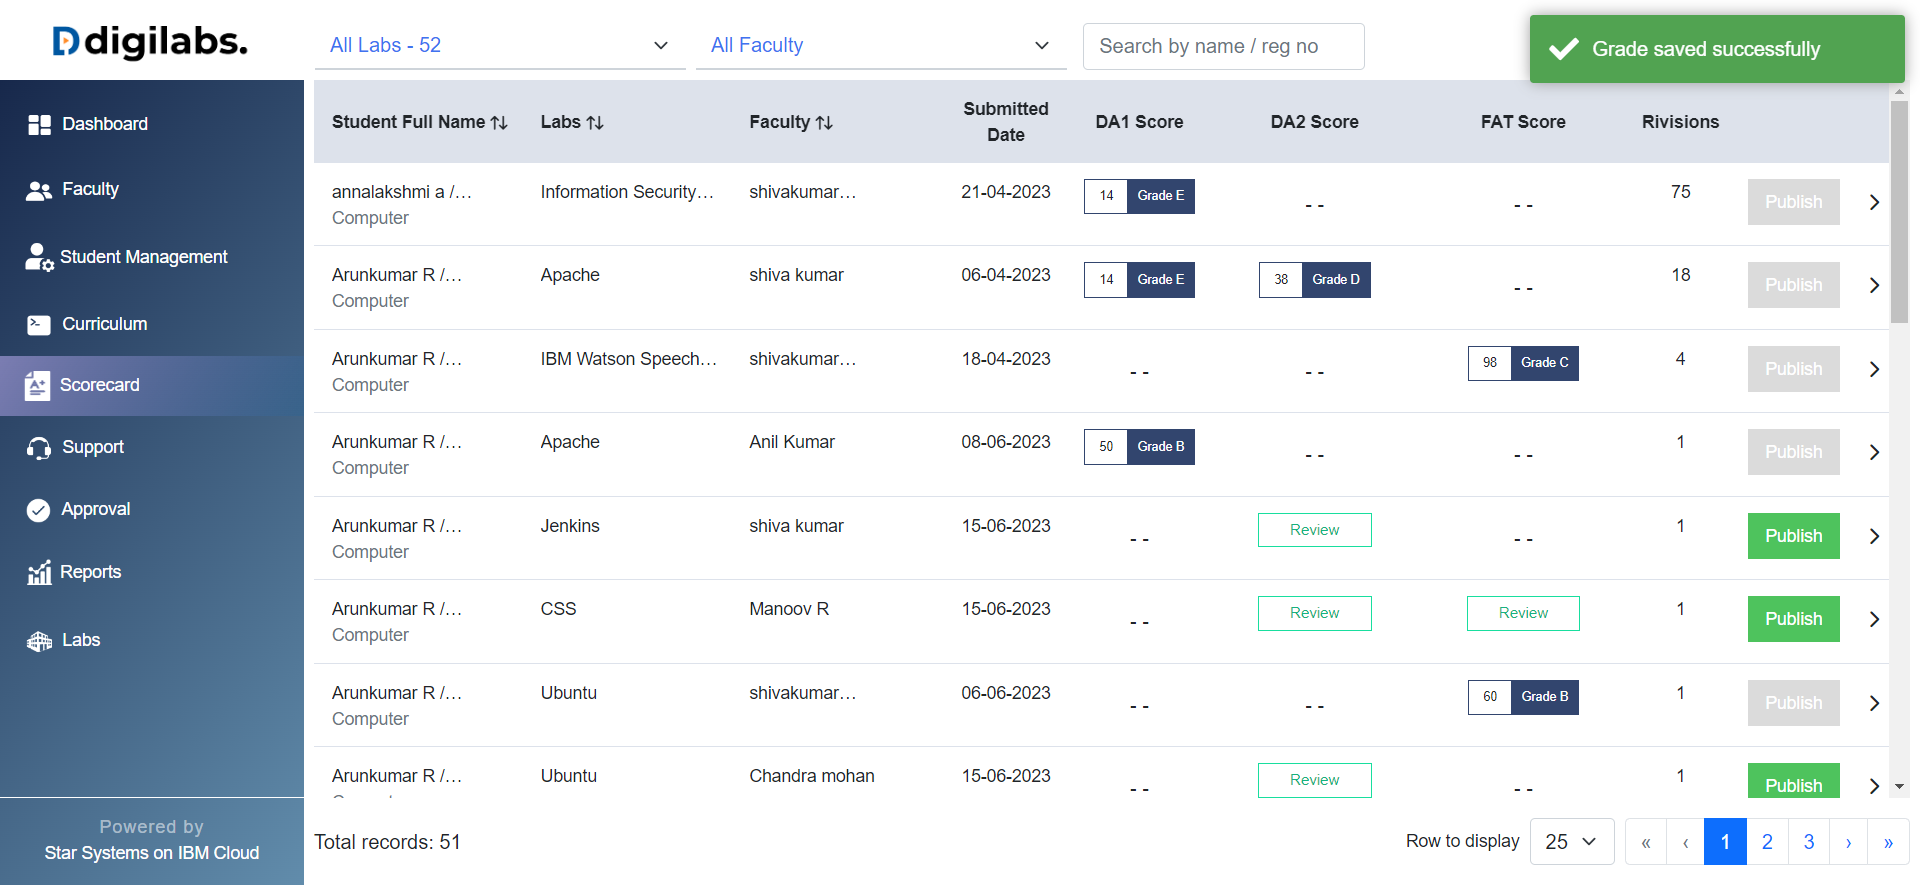 digilabs.
All Labs - 52
All Faculty
Search by name / reg no
Grade saved successfully
Dashboard
Faculty
Student Management
Curriculum
Scorecard
Support
Approval
Reports
Labs
Powered by
Star Systems on IBM Cloud
Student Full Name
Labs
Faculty
Submitted
Date
DA1 Score
DA2 Score
FAT Score
Rivisions
annalakshmi a /...
Computer
Information Security...
shivakumar...
21-04-2023
14 Grade E
- -
- -
75
Publish
Arunkumar R /...
Computer
Apache
shiva kumar
06-04-2023
14 Grade E
38 Grade D
- -
18
Publish
Arunkumar R /...
Computer
IBM Watson Speech...
shivakumar...
18-04-2023
- -
- -
98 Grade C
4
Publish
Arunkumar R /...
Computer
Apache
Anil Kumar
08-06-2023
50 Grade B
- -
- -
1
Publish
Arunkumar R /...
Computer
Jenkins
shiva kumar
15-06-2023
- -
Review
- -
1
Publish
Arunkumar R /...
Computer
CSS
Manoov R
15-06-2023
- -
Review
Review
1
Publish
Arunkumar R /...
Computer
Ubuntu
shivakumar...
06-06-2023
- -
- -
60 Grade B
1
Publish
Arunkumar R /...
Ubuntu
Chandra mohan
15-06-2023
- -
Review
- -
1
Publish
Total records: 51
Row to display
25
« ‹ 1 2 3 › »